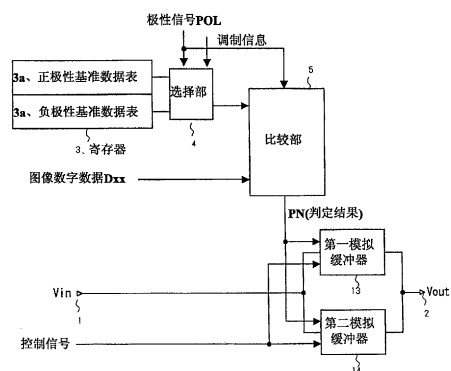 极性信号POL
调制信息
3a、正极性基准数据表
3a、负极性基准数据表
选择部
5
比较部
3、寄存器
4
图像数字数据Dxx
PN(判定结果)
第一模拟
缓冲器
13
Vin
Vout
1
2
第二模拟
缓冲器
控制信号
14